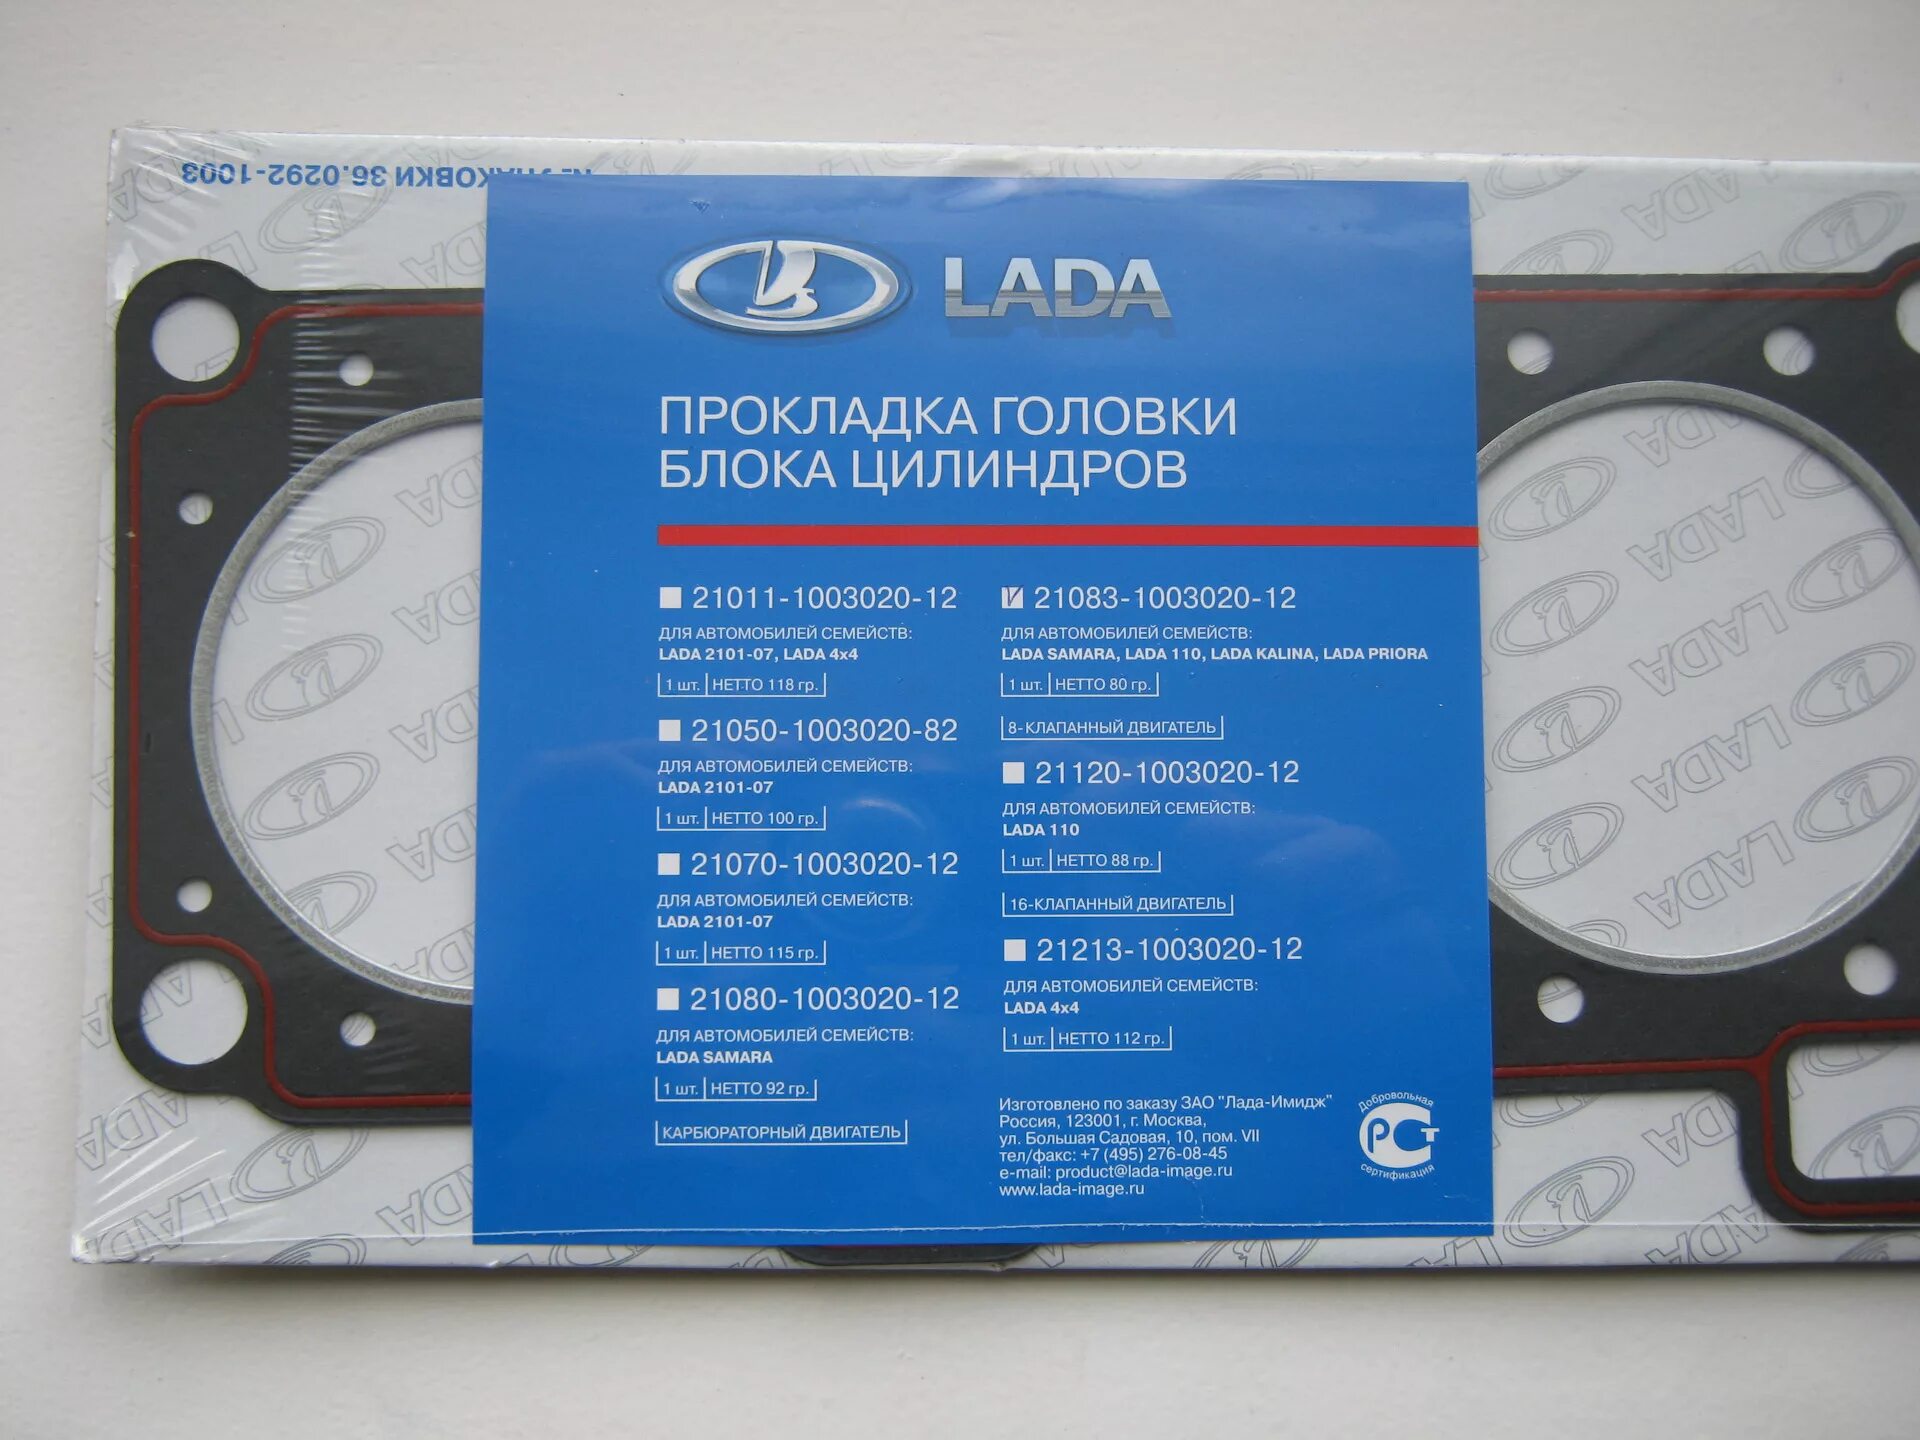 УПАКОВКИ 36.0292-1003
LADA
ПРОКЛАДКА ГОЛОВКИ
БЛОКА ЦИЛИНДРОВ
21011-1003020-12
ДЛЯ АВТОМОБИЛЕЙ СЕМЕЙСТВ:
LADA 2101-07, LADA 4x4
1 шт. НЕТТО 118 гр.
21050-1003020-82
ДЛЯ АВТОМОБИЛЕЙ СЕМЕЙСТВ:
LADA 2101-07
1 шт. НЕТТО 100 гр.
21070-1003020-12
ДЛЯ АВТОМОБИЛЕЙ СЕМЕЙСТВ:
LADA 2101-07
1 шт. НЕТТО 115 гр.
21080-1003020-12
ДЛЯ АВТОМОБИЛЕЙ СЕМЕЙСТВ:
LADA SAMARA
1 шт. НЕТТО 92 гр.
КАРБЮРАТОРНЫЙ ДВИГАТЕЛЬ
V 21083-1003020-12
ДЛЯ АВТОМОБИЛЕЙ СЕМЕЙСТВ:
LADA SAMARA, LADA 110, LADA KALINA, LADA PRIORA
1 шт. НЕТТО 80 гр.
8-КЛАПАННЫЙ ДВИГАТЕЛЬ
21120-1003020-12
ДЛЯ АВТОМОБИЛЕЙ СЕМЕЙСТВ:
LADA 110
1 шт. НЕТТО 88 гр.
16-КЛАПАННЫЙ ДВИГАТЕЛЬ
21213-1003020-12
ДЛЯ АВТОМОБИЛЕЙ СЕМЕЙСТВ:
LADA 4x4
1 шт. НЕТТО 112 гр.
Изготовлено по заказу ЗАО "Лада-Имидж"
Россия, 123001, г. Москва,
ул. Большая Садовая, 10, пом. VII
тел/факс: +7 (495) 276-08-45
e-mail: product@lada-image.ru
www.lada-image.ru
Добровольная
РСТ
сертификация